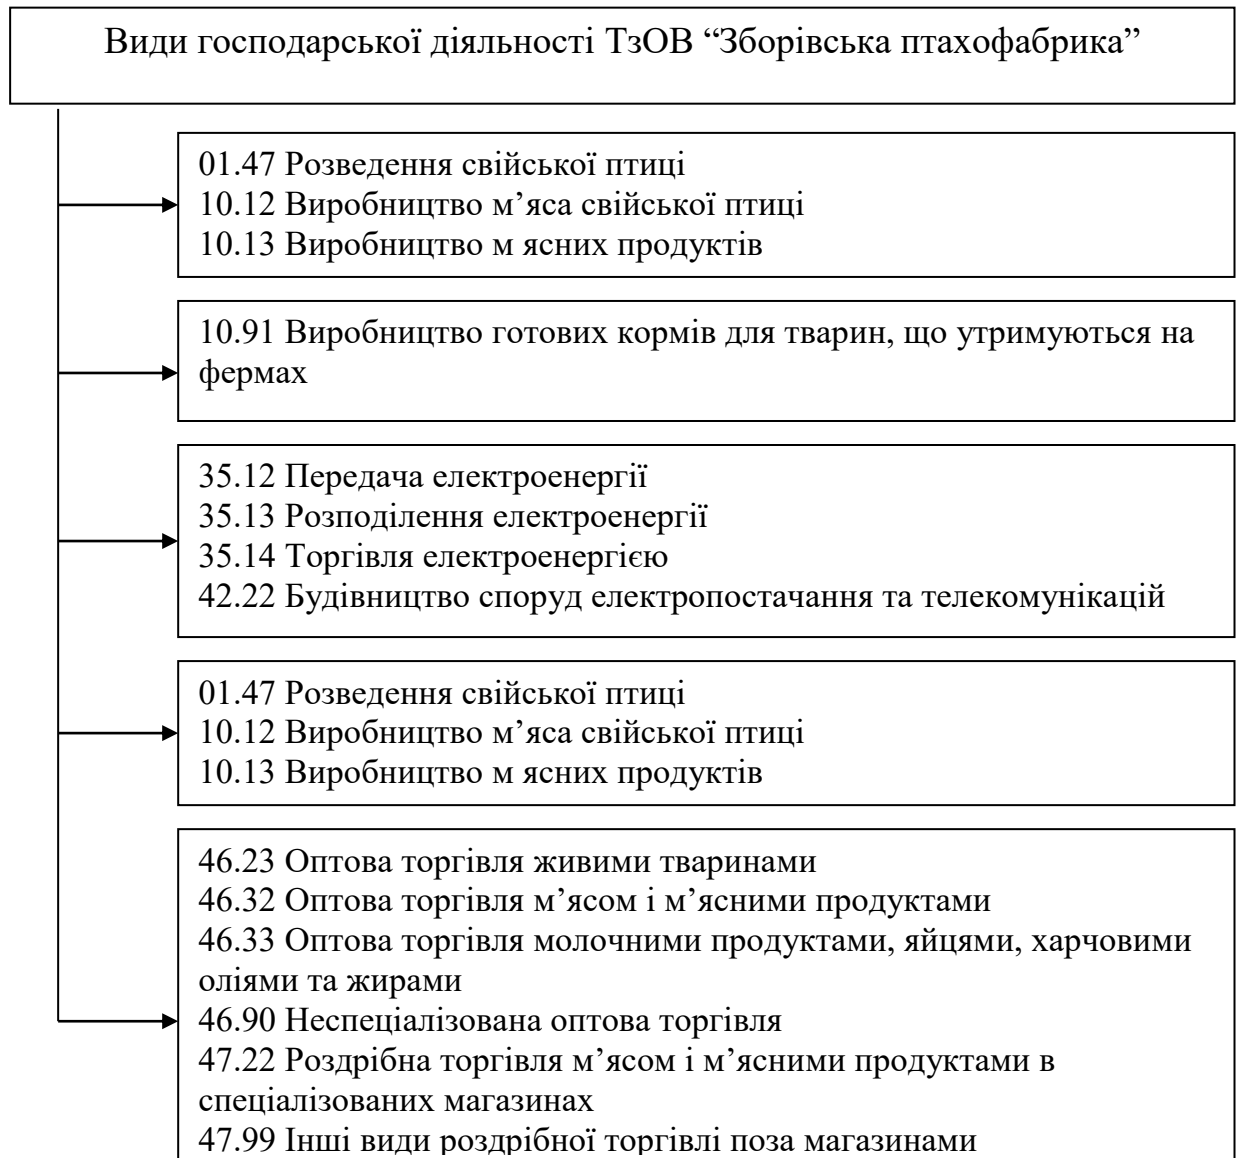 Види господарської діяльності ТзОВ “Зборівська птахофабрика”
01.47 Розведення свійської птиці
10.12 Виробництво м’яса свійської птиці
10.13 Виробництво м ясних продуктів
10.91 Виробництво готових кормів для тварин, що утримуються на
фермах
35.12 Передача електроенергії
35.13 Розподілення електроенергії
35.14 Торгівля електроенергією
42.22 Будівництво споруд електропостачання та телекомунікацій
01.47 Розведення свійської птиці
10.12 Виробництво м’яса свійської птиці
10.13 Виробництво м ясних продуктів
46.23 Оптова торгівля живими тваринами
46.32 Оптова торгівля м’ясом і м’ясними продуктами
46.33 Оптова торгівля молочними продуктами, яйцями, харчовими
оліями та жирами
46.90 Неспеціалізована оптова торгівля
47.22 Роздрібна торгівля м’ясом і м’ясними продуктами в
спеціалізованих магазинах
47.99 Інші види роздрібної торгівлі поза магазинами